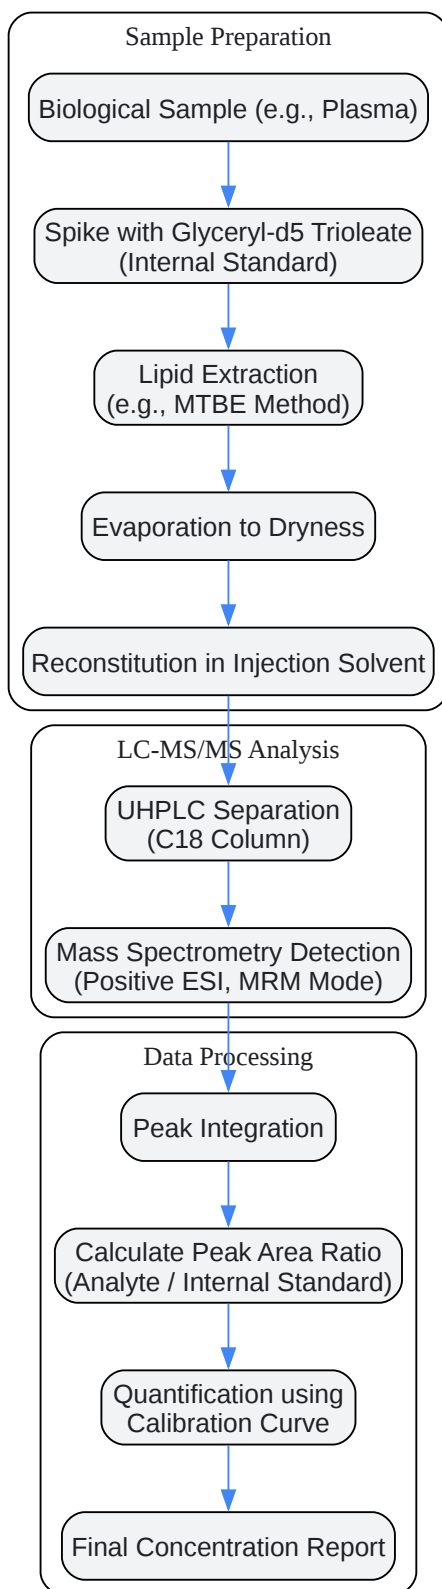 Sample Preparation
Biological Sample (e.g., Plasma)
Spike with Glyceryl-d5 Trioleate
(Internal Standard)
Lipid Extraction
(e.g., MTBE Method)
Evaporation to Dryness
Reconstitution in Injection Solvent
LC-MS/MS Analysis
UHPLC Separation
(C18 Column)
Mass Spectrometry Detection
(Positive ESI, MRM Mode)
Data Processing
Peak Integration
Calculate Peak Area Ratio
(Analyte / Internal Standard)
Quantification using
Calibration Curve
Final Concentration Report